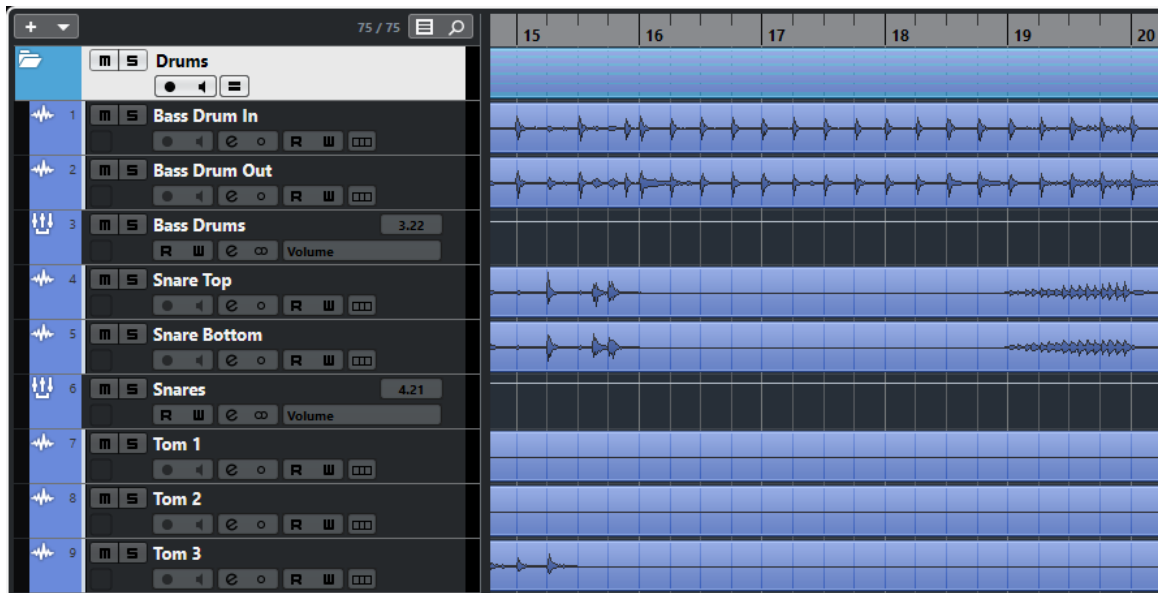 + 75 / 75
15 16 17 18 19 20
m S Drums
1 m S Bass Drum In
e R W
2 m S Bass Drum Out
e R W
3 m S Bass Drums 3.22
R W e Volume
4 m S Snare Top
e R W
5 m S Snare Bottom
e R W
6 m S Snares 4.21
R W e Volume
7 m S Tom 1
e R W
8 m S Tom 2
e R W
9 m S Tom 3
e R W